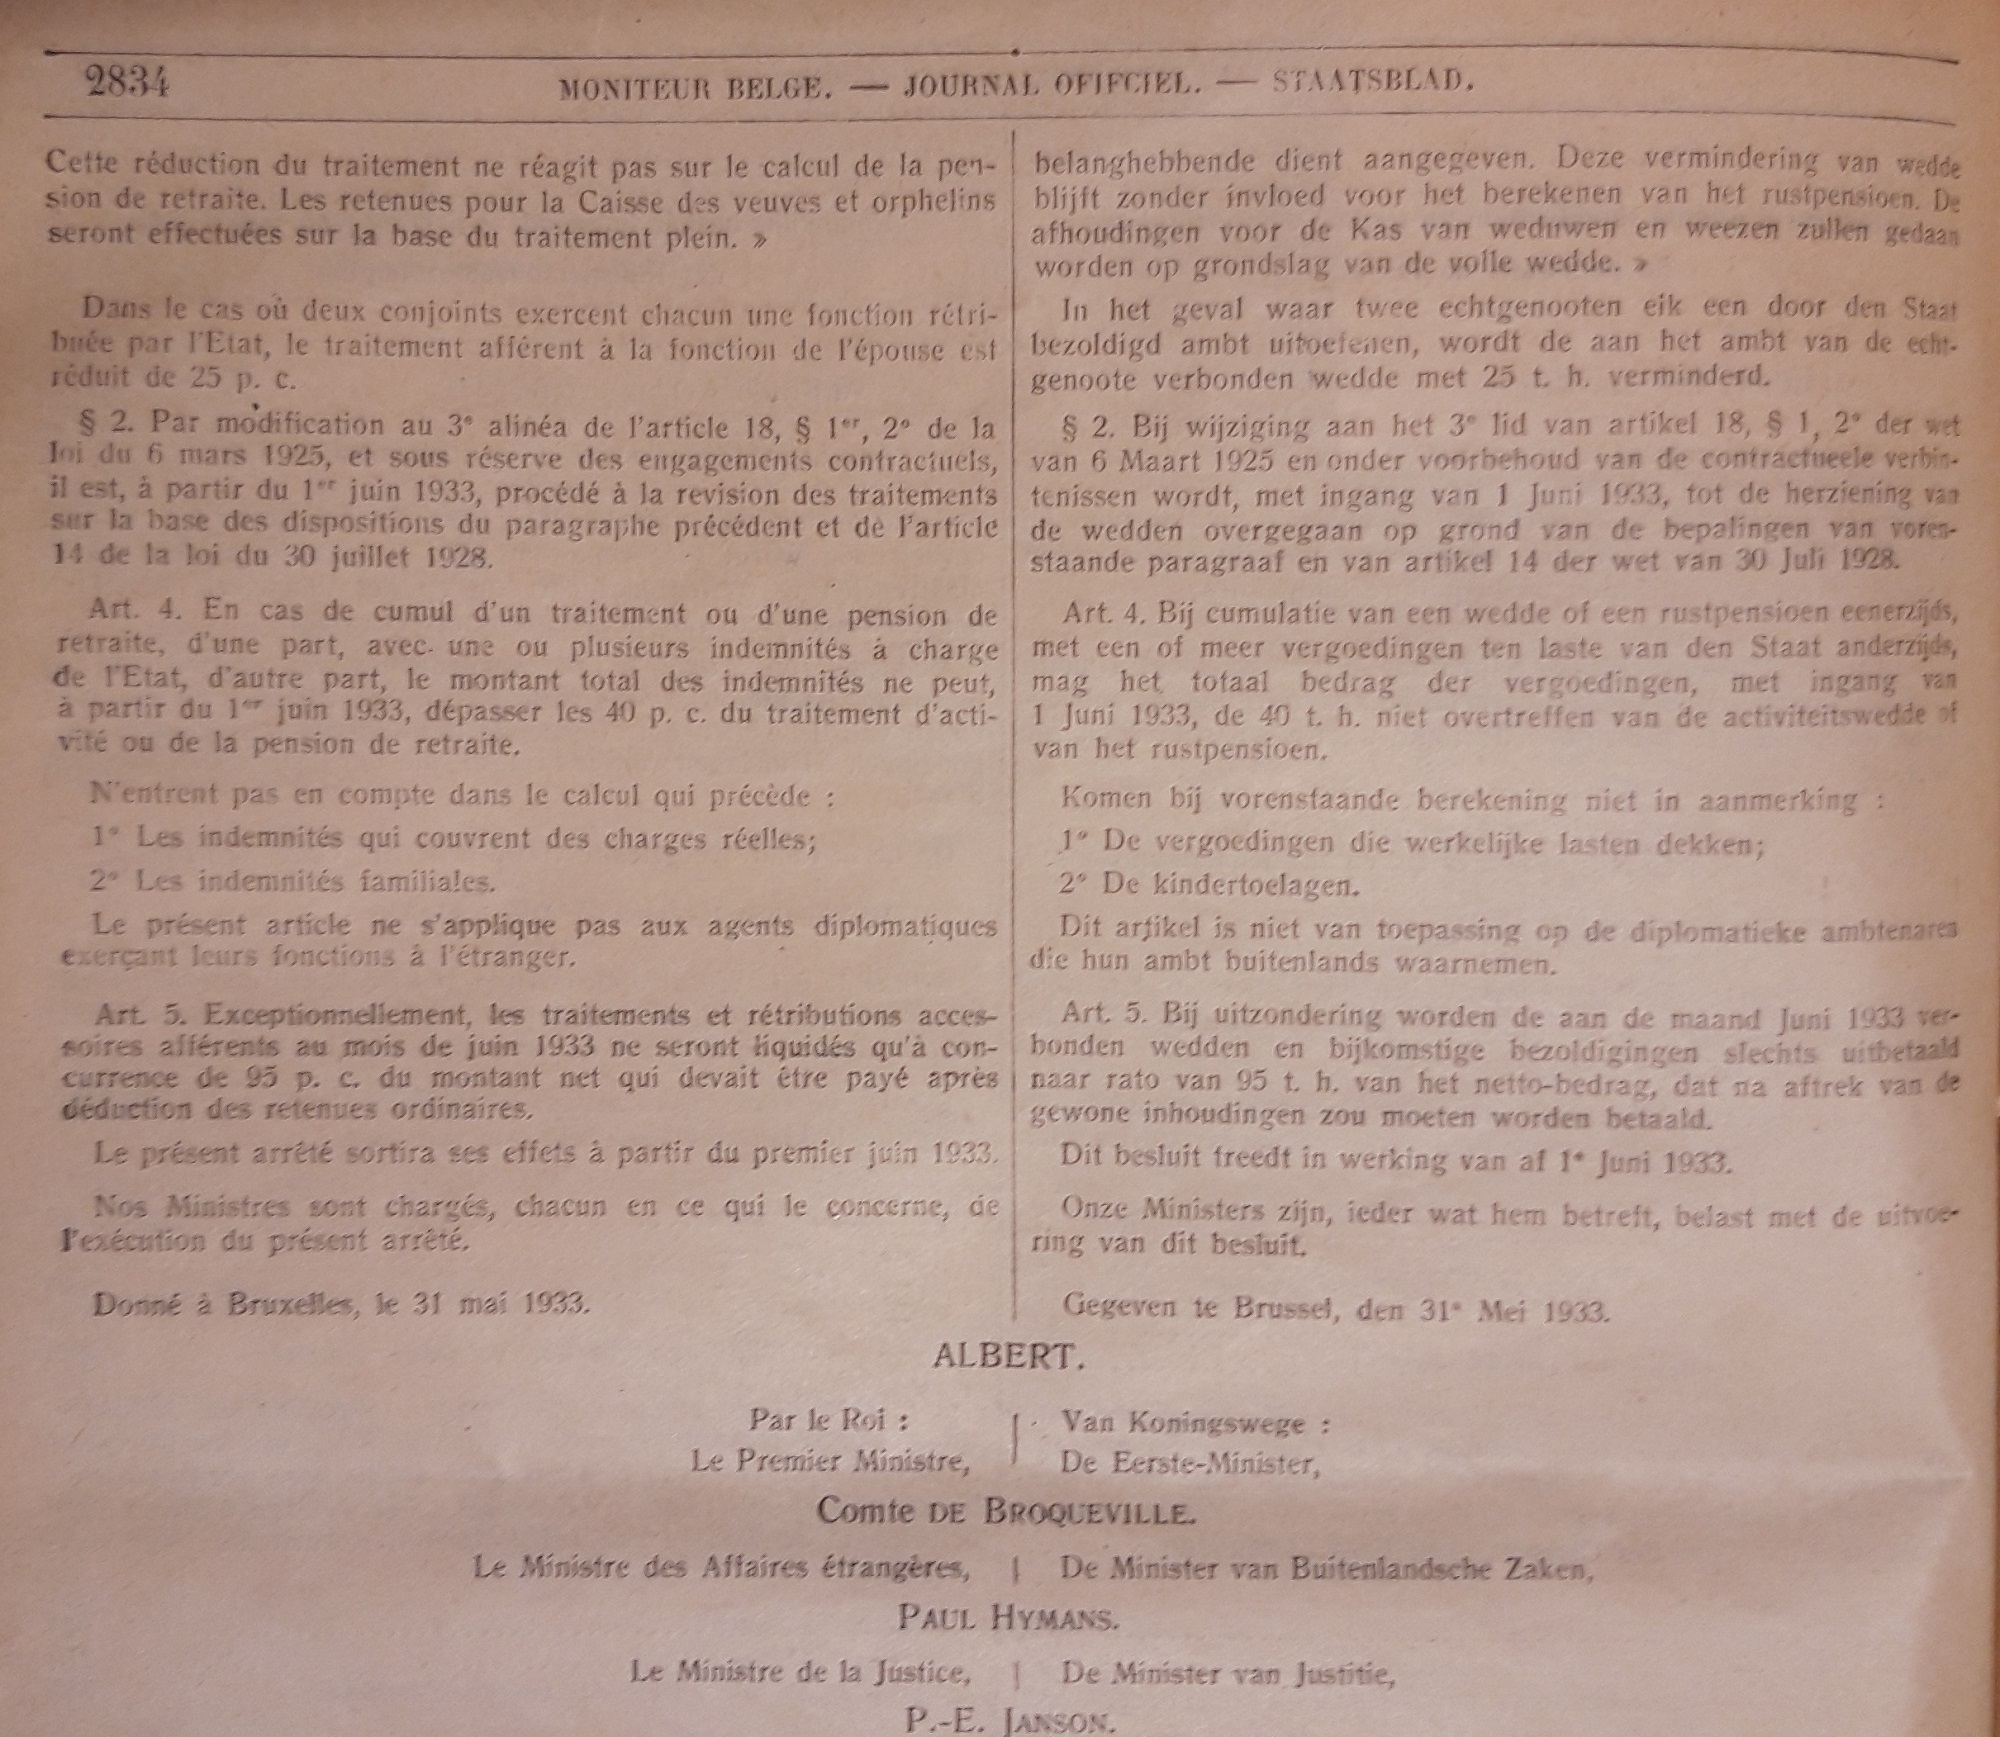 2834
MONITEUR BELGE. — JOURNAL OFIFCIEL. — STAATSBLAD.
Cette réduction du traitement ne réagit pas sur le calcul de la pen-
sion de retraite. Les retenues pour la Caisse des veuves et orphelins
seront effectuées sur la base du traitement plein. »
Dans le cas où deux conjoints exercent chacun une fonction rétri-
buée par l'Etat, le traitement afférent à la fonction de l'épouse est
réduit de 25 p. c.
§ 2. Par modification au 3e alinéa de l'article 18, § 1er, 2° de la
loi du 6 mars 1925, et sous réserve des engagements contractuels,
il est, à partir du 1er juin 1933, procédé à la revision des traitements
sur la base des dispositions du paragraphe précédent et de l'article
14 de la loi du 30 juillet 1928.
Art. 4. En cas de cumul d'un traitement ou d'une pension de
retraite, d'une part, avec une ou plusieurs indemnités à charge
de l'Etat, d'autre part, le montant total des indemnités ne peut,
à partir du 1er juin 1933, dépasser les 40 p. c. du traitement d'acti-
vité ou de la pension de retraite.
N'entrent pas en compte dans le calcul qui précède :
1° Les indemnités qui couvrent des charges réelles;
2° Les indemnités familiales.
Le présent article ne s'applique pas aux agents diplomatiques
exerçant leurs fonctions à l'étranger.
Art. 5. Exceptionnellement, les traitements et rétributions acces-
soires afférents au mois de juin 1933 ne seront liquidés qu'à con-
currence de 95 p. c. du montant net qui devait être payé après
déduction des retenues ordinaires.
Le présent arrêté sortira ses effets à partir du premier juin 1933.
Nos Ministres sont chargés, chacun en ce qui le concerne, de
l'exécution du présent arrêté.
Donné à Bruxelles, le 31 mai 1933.
belanghebbende dient aangegeven. Deze vermindering van wedde
blijft zonder invloed voor het berekenen van het rustpensioen. De
afhoudingen voor de Kas van weduwen en weezen zullen gedaan
worden op grondslag van de volle wedde. »
In het geval waar twee echtgenooten elk een door den Staat
bezoldigd ambt uitoefenen, wordt de aan het ambt van de echt-
genoote verbonden wedde met 25 t. h. verminderd.
§ 2. Bij wijziging aan het 3e lid van artikel 18, § 1, 2° der wet
van 6 Maart 1925 en onder voorbehoud van de contractueele verbin-
tenissen wordt, met ingang van 1 Juni 1933, tot de herziening van
de wedden overgegaan op grond van de bepalingen van voren-
staande paragraaf en van artikel 14 der wet van 30 Juli 1928.
Art. 4. Bij cumulatie van een wedde of een rustpensioen eenerzijds,
met een of meer vergoedingen ten laste van den Staat anderzijds,
mag het totaal bedrag der vergoedingen, met ingang van
1 Juni 1933, de 40 t. h. niet overtreffen van de activiteitswedde of
van het rustpensioen.
Komen bij vorenstaande berekening niet in aanmerking :
1° De vergoedingen die werkelijke lasten dekken;
2° De kindertoelagen.
Dit artikel is niet van toepassing op de diplomatieke ambtenaren
die hun ambt buitenlands waarnemen.
Art. 5. Bij uitzondering worden de aan de maand Juni 1933 ver-
bonden wedden en bijkomstige bezoldigingen slechts uitbetaald
naar rato van 95 t. h. van het netto-bedrag, dat na aftrek van de
gewone inhoudingen zou moeten worden betaald.
Dit besluit treedt in werking van af 1e Juni 1933.
Onze Ministers zijn, ieder wat hem betreft, belast met de uitvoe-
ring van dit besluit.
Gegeven te Brussel, den 31e Mei 1933.
ALBERT.
Par le Roi :
Le Premier Ministre,
Van Koningswege :
De Eerste-Minister,
Comte DE BROQUEVILLE.
Le Ministre des Affaires étrangères,
De Minister van Buitenlandsche Zaken,
PAUL HYMANS.
Le Ministre de la Justice,
De Minister van Justitie,
P.-E. JANSON.